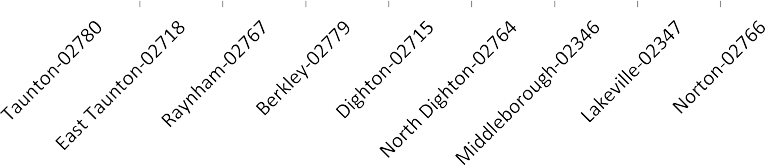 Taunton-02780
East Taunton-02718
Raynham-02767
Berkley-02779
Dighton-02715
North Dighton-02764
Middleborough-02346
Lakeville-02347
Norton-02766